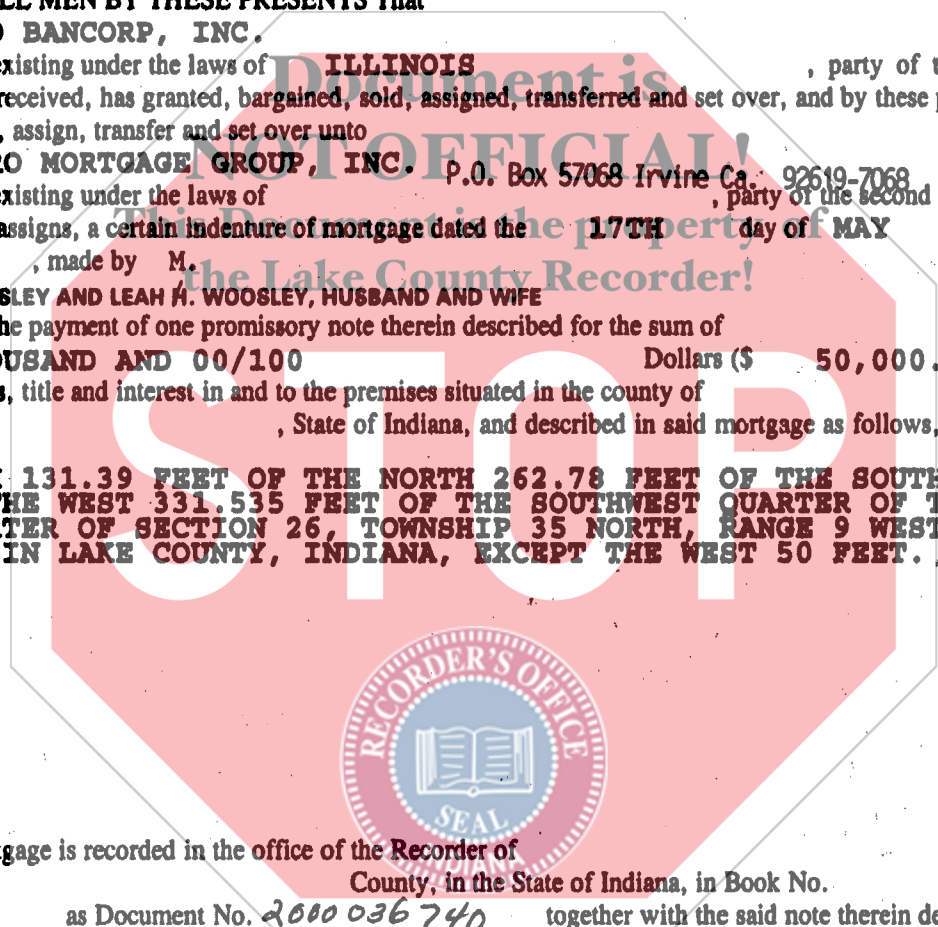 LL MEN BY THESE PRESENTS That
BANCORP, INC.
existing under the laws of ILLINOIS , party of
received, has granted, bargained, sold, assigned, transferred and set over, and by these
, assign, transfer and set over unto
O MORTGAGE GROUP, INC. P.O. Box 57068 Irvine Ca. 92619-7068
existing under the laws of , party of the second
assigns, a certain indenture of mortgage dated the 17TH day of MAY
, made by M.
SLEY AND LEAH H. WOOSLEY, HUSBAND AND WIFE
he payment of one promissory note therein described for the sum of
OUSAND AND 00/100 Dollars ($ 50,000.
, title and interest in and to the premises situated in the county of
, State of Indiana, and described in said mortgage as follows,
131.39 FEET OF THE NORTH 262.78 FEET OF THE SOUTH
HE WEST 331.535 FEET OF THE SOUTHWEST QUARTER OF
TER OF SECTION 26, TOWNSHIP 35 NORTH, RANGE 9 WEST
IN LAKE COUNTY, INDIANA, EXCEPT THE WEST 50 FEET.
gage is recorded in the office of the Recorder of
County, in the State of Indiana, in Book No.
as Document No. 2000 036740 together with the said note therein de
Document is
NOT OFFICIAL!
This Document is the property of
the Lake County Recorder!
STOP
RECORDER'S OFFICE
SEAL
INDIANA